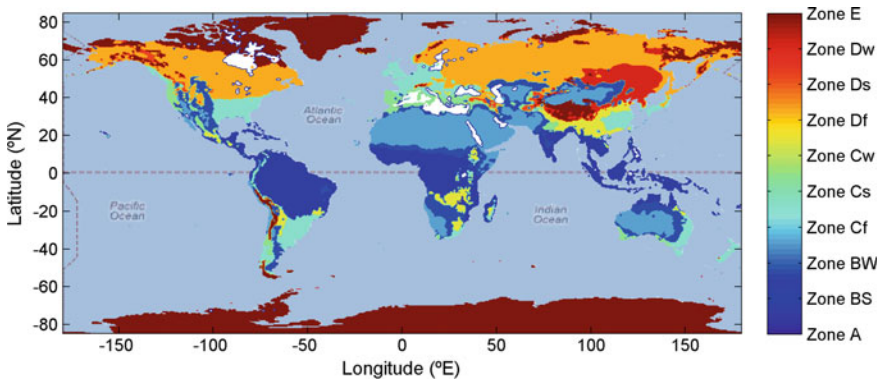 80
60
40
20
0
-20
-40
-60
-80
Latitude (ºN)
Atlantic
Ocean
Pacific
Ocean
Indian
Ocean
-150
-100
-50
0
50
100
150
Longitude (ºE)
Zone E
Zone Dw
Zone Ds
Zone Df
Zone Cw
Zone Cs
Zone Cf
Zone BW
Zone BS
Zone A